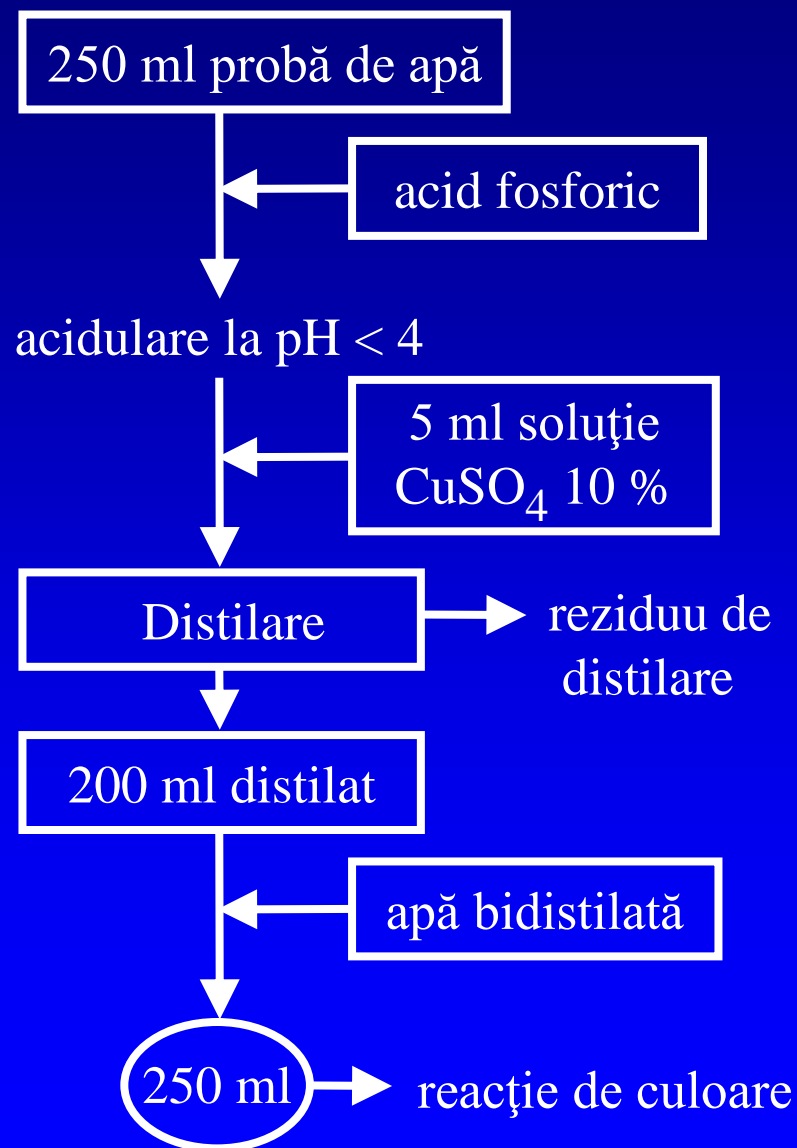 250 ml probă de apă
acid fosforic
acidulare la pH < 4
5 ml soluţie
CuSO₄ 10 %
Distilare
reziduu de
distilare
200 ml distilat
apă bidistilată
250 ml
reacţie de culoare